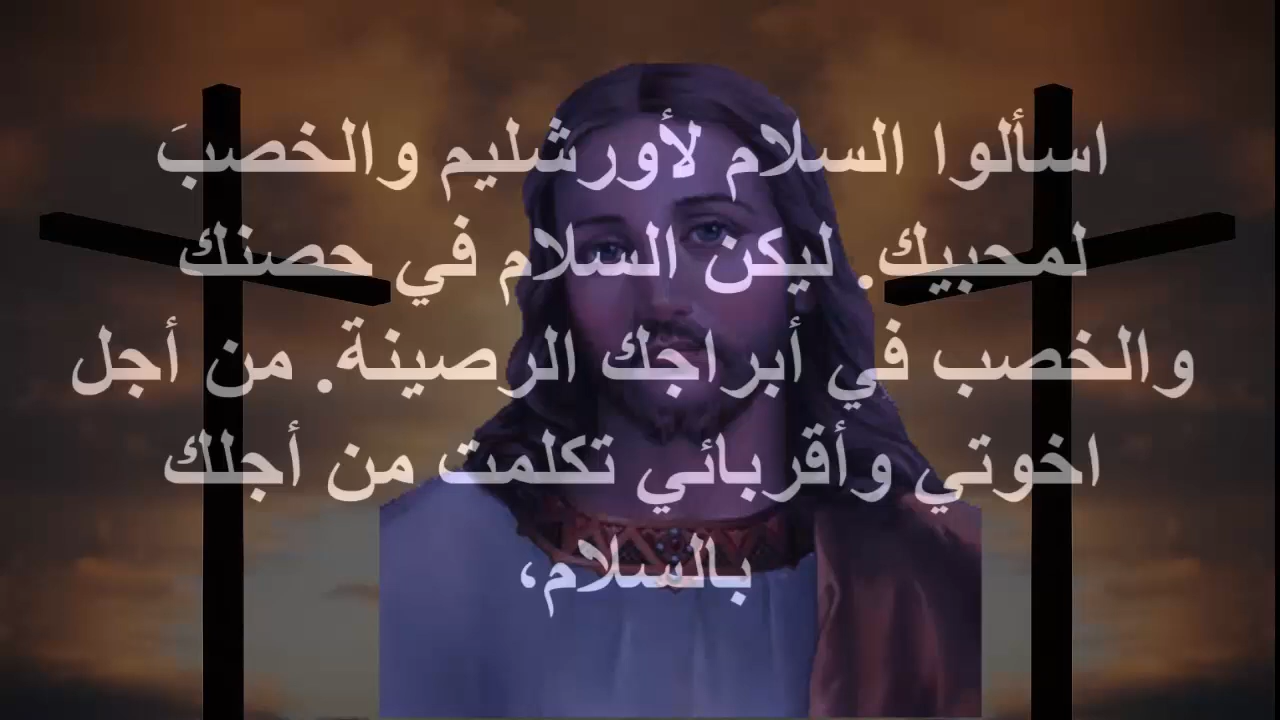 اسألوا السلام لأورشليم والخصبَ
لمحبيك. ليكن السلام في حصنك
والخصب في أبراجك الرصينة. من أجل
اخوتي وأقربائي تكلمت من أجلك
بالسلام،